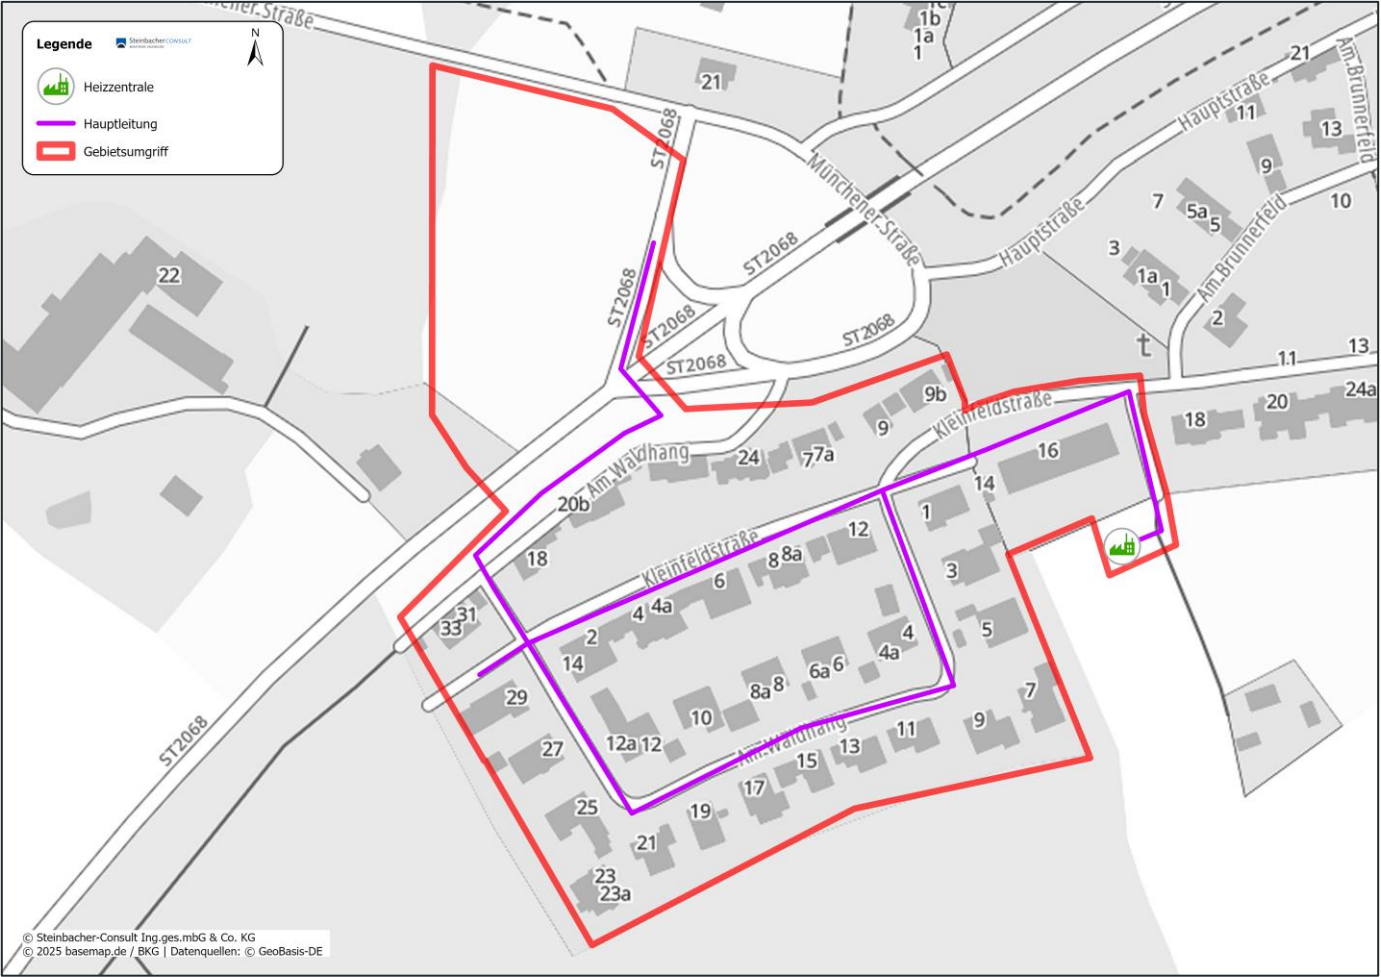 Münchener-Straße
Legende
SteinbacherCONSULT
N
Heizzentrale
Hauptleitung
Gebietsumgriff
1b
1a
1
21
21
Am.Brunnerfeld
Hauptstraße
11
13
ST2068
9
Münchener-Straße
7
5a
5
10
Hauptstraße
3
Am.Brunnerfeld
ST2068
22
1a
1
ST2068
2
ST2068
ST2068
t
ST2068
11
13
9b
24a
Kleinfeldstraße
20
18
9
16
Am Waldhang
24
7
7a
20b
14
1
12
Kleinfeldstraße
8
8a
18
6
3
4
4a
31
33
2
5
4
14
4a
6a
6
8a
8
29
7
10
9
12a
12
Am.Waldhang
11
27
13
15
ST2068
17
25
19
21
23
23a
© Steinbacher-Consult Ing.ges.mbG & Co. KG
© 2025 basemap.de / BKG | Datenquellen: © GeoBasis-DE